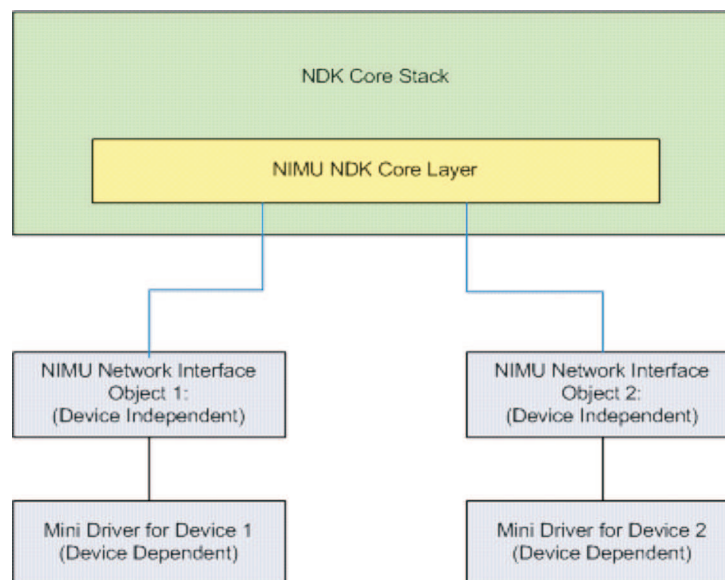 NDK Core Stack
NIMU NDK Core Layer
NIMU Network Interface
Object 1:
(Device Independent)
NIMU Network Interface
Object 2:
(Device Independent)
Mini Driver for Device 1
(Device Dependent)
Mini Driver for Device 2
(Device Dependent)